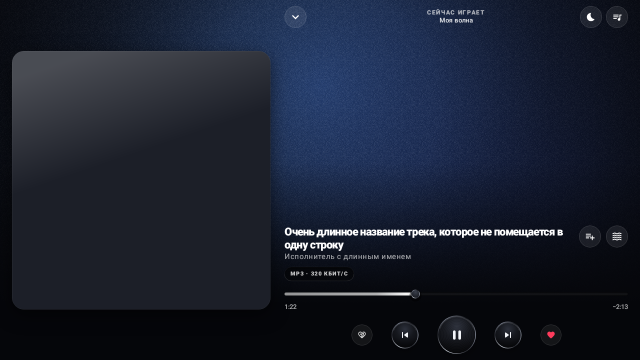 СЕЙЧАС ИГРАЕТ
Моя волна
Очень длинное название трека, которое не помещается в
одну строку
Исполнитель с длинным именем
MP3 · 320 КБИТ/С
1:22
−2:13